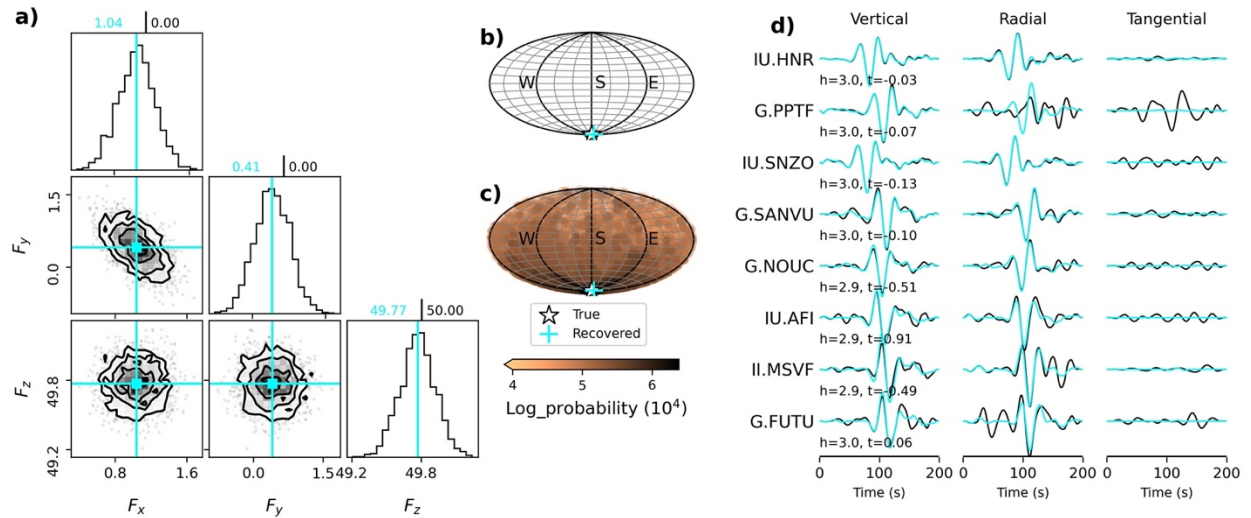 a)
1.04
0.00
0.41
0.00
49.77
50.00
F_y
1.5
0.0
F_z
49.8
49.2
0.8
1.6
0.0
1.5
49.2
49.8
F_x
F_y
F_z
b)
W
S
E
c)
W
S
E
True
Recovered
4
5
6
Log_probability (10^4)
d)
Vertical
Radial
Tangential
IU.HNR
h=3.0, t=-0.03
G.PPTF
h=3.0, t=-0.07
IU.SNZO
h=3.0, t=-0.13
G.SANVU
h=3.0, t=-0.10
G.NOUC
h=2.9, t=-0.51
IU.AFI
h=2.9, t=0.91
II.MSVF
h=2.9, t=-0.49
G.FUTU
h=3.0, t=0.06
0 100 200
0 100 200
0 100 200
Time (s)
Time (s)
Time (s)